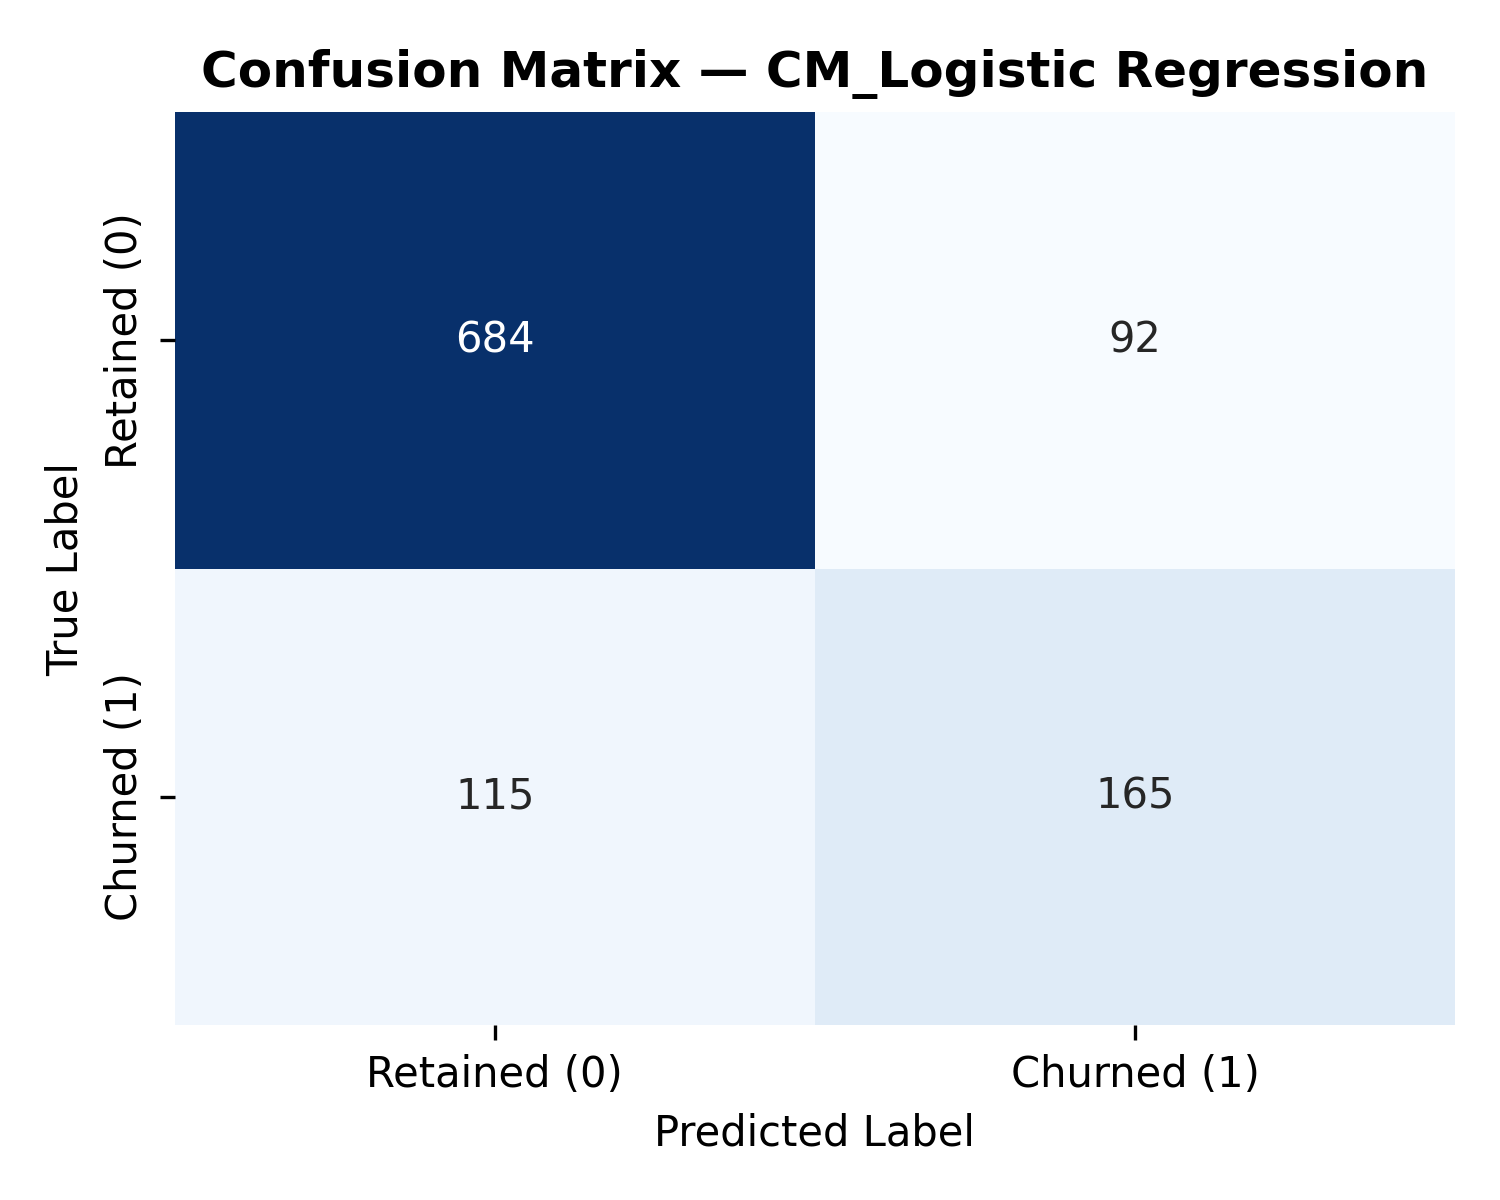 Confusion Matrix — CM_Logistic Regression
True Label
Retained (0)
684
92
Churned (1)
115
165
Retained (0)
Churned (1)
Predicted Label